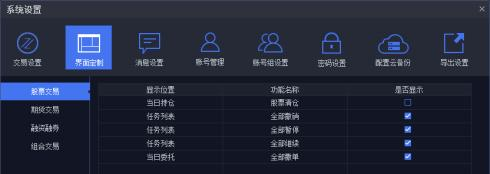 系统设置
交易设置 界面定制 消息设置 账号管理 账号组设置 密码设置 配置云备份 导出设置
股票交易
期货交易
融资融券
组合交易
显示位置 功能名称 是否显示
当日持仓 股票清仓
任务列表 全部撤销
任务列表 全部暂停
任务列表 全部继续
当日委托 全部撤单